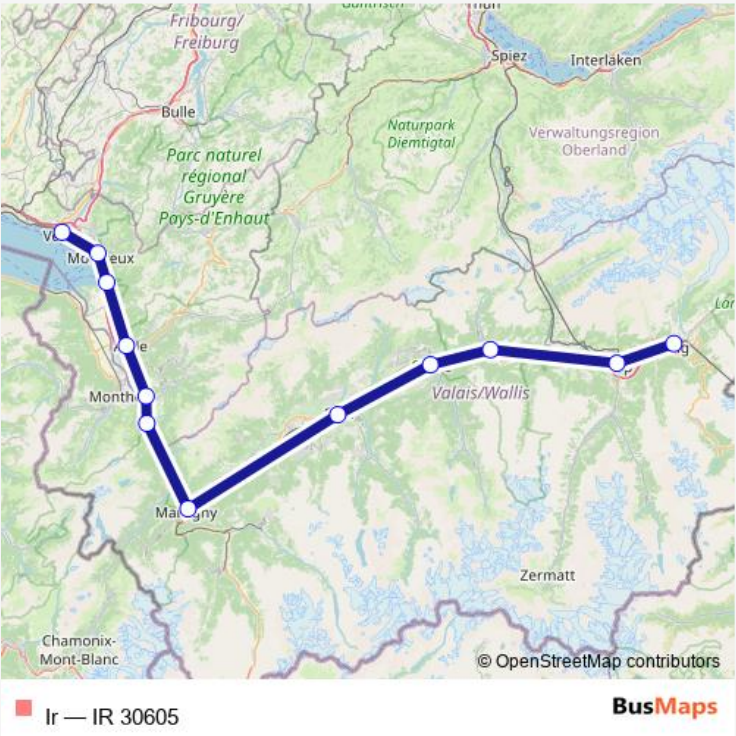 Gantrisch
Thun
Fribourg/
Freiburg
Spiez
Interlaken
Bulle
Naturpark
Diemtigtal
Verwaltungsregion
Oberland
Parc naturel
régional
Gruyère
Pays-d'Enhaut
Valais/Wallis
Zermatt
Chamonix-
Mont-Blanc
© OpenStreetMap contributors
Ir — IR 30605
BusMaps